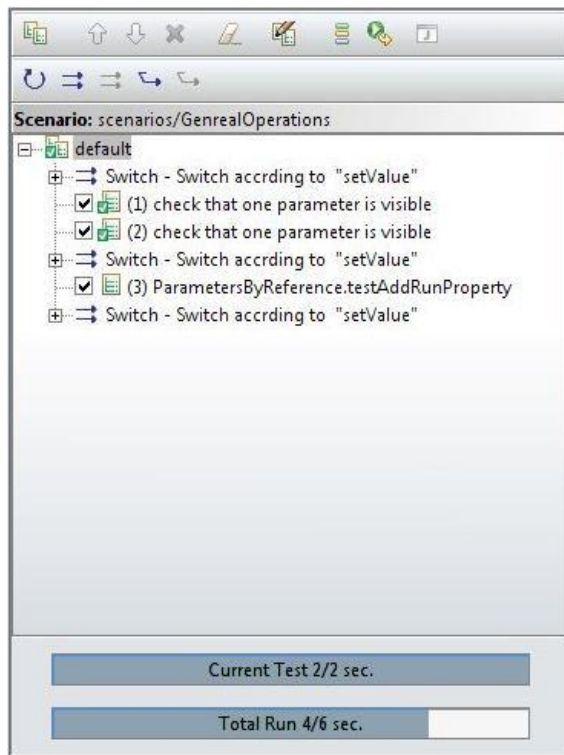 Scenario: scenarios/GenrealOperations
default
Switch - Switch accrding to "setValue"
(1) check that one parameter is visible
(2) check that one parameter is visible
Switch - Switch accrding to "setValue"
(3) ParametersByReference.testAddRunProperty
Switch - Switch accrding to "setValue"
Current Test 2/2 sec.
Total Run 4/6 sec.